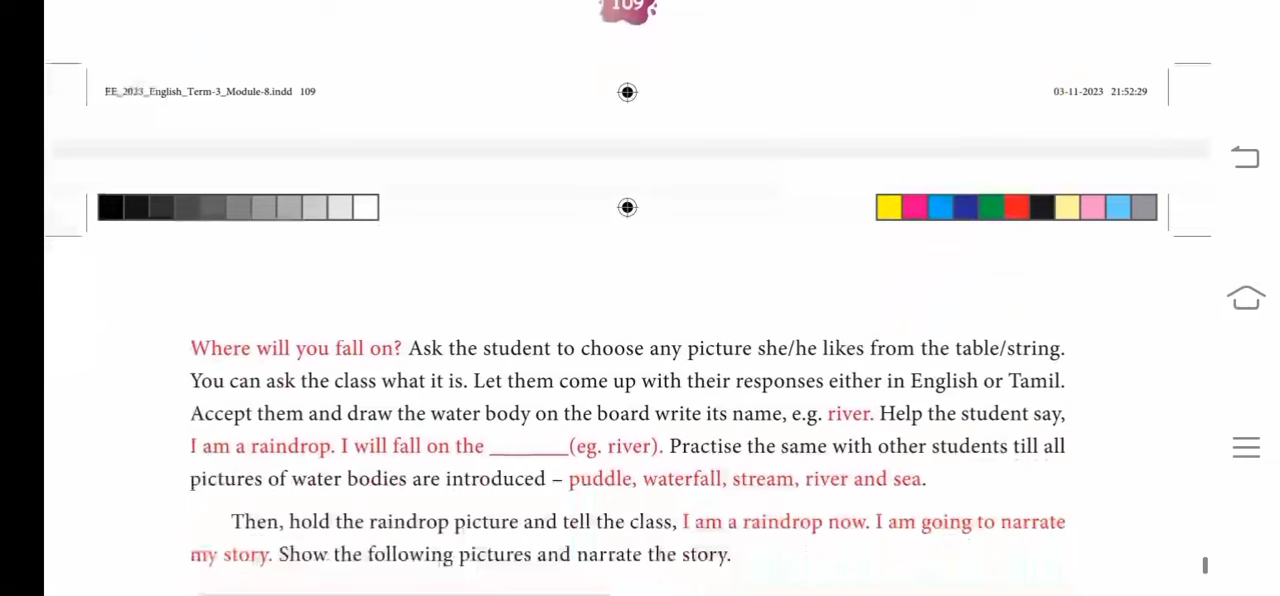 109
EE_2023_English_Term-3_Module-8.indd 109
03-11-2023 21:52:29
Where will you fall on? Ask the student to choose any picture she/he likes from the table/string.
You can ask the class what it is. Let them come up with their responses either in English or Tamil.
Accept them and draw the water body on the board write its name, e.g. river. Help the student say,
I am a raindrop. I will fall on the _______(eg. river). Practise the same with other students till all
pictures of water bodies are introduced – puddle, waterfall, stream, river and sea.
Then, hold the raindrop picture and tell the class, I am a raindrop now. I am going to narrate
my story. Show the following pictures and narrate the story.